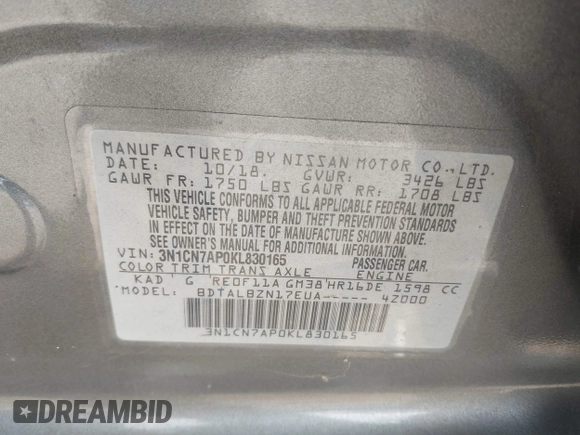 MANUFACTURED BY NISSAN MOTOR CO., LTD.
DATE: 10/18. GVWR: 3426 LBS
GAWR FR: 1750 LBS GAWR RR: 1708 LBS
THIS VEHICLE CONFORMS TO ALL APPLICABLE FEDERAL MOTOR
VEHICLE SAFETY, BUMPER AND THEFT PREVENTION STANDARDS
IN EFFECT ON THE DATE OF MANUFACTURE SHOWN ABOVE.
SEE OWNER'S MANUAL FOR ADDITIONAL INFORMATION.
VIN: 3N1CN7AP0KL830165 PASSENGER CAR.
COLOR TRIM TRANS AXLE ENGINE
KAD G RE0F11A GM38 HR16DE 1598 CC
MODEL: BDTALBZN17EUA----- 42000
3N1CN7AP0KL830165
DREAMBID